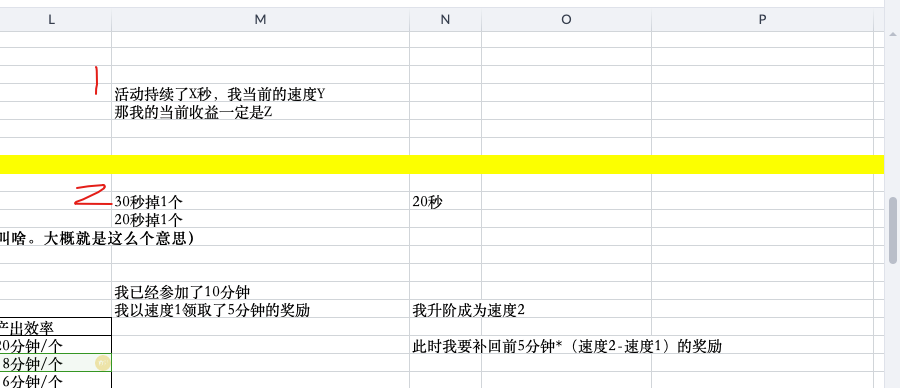 L M N O P
1
活动持续了X秒，我当前的速度Y
那我的当前收益一定是Z
2
30秒掉1个 20秒
20秒掉1个
叫啥。大概就是这么个意思）
我已经参加了10分钟
我以速度1领取了5分钟的奖励 我升阶成为速度2
产出效率
20分钟/个 此时我要补回前5分钟*（速度2-速度1）的奖励
8分钟/个
6分钟/个